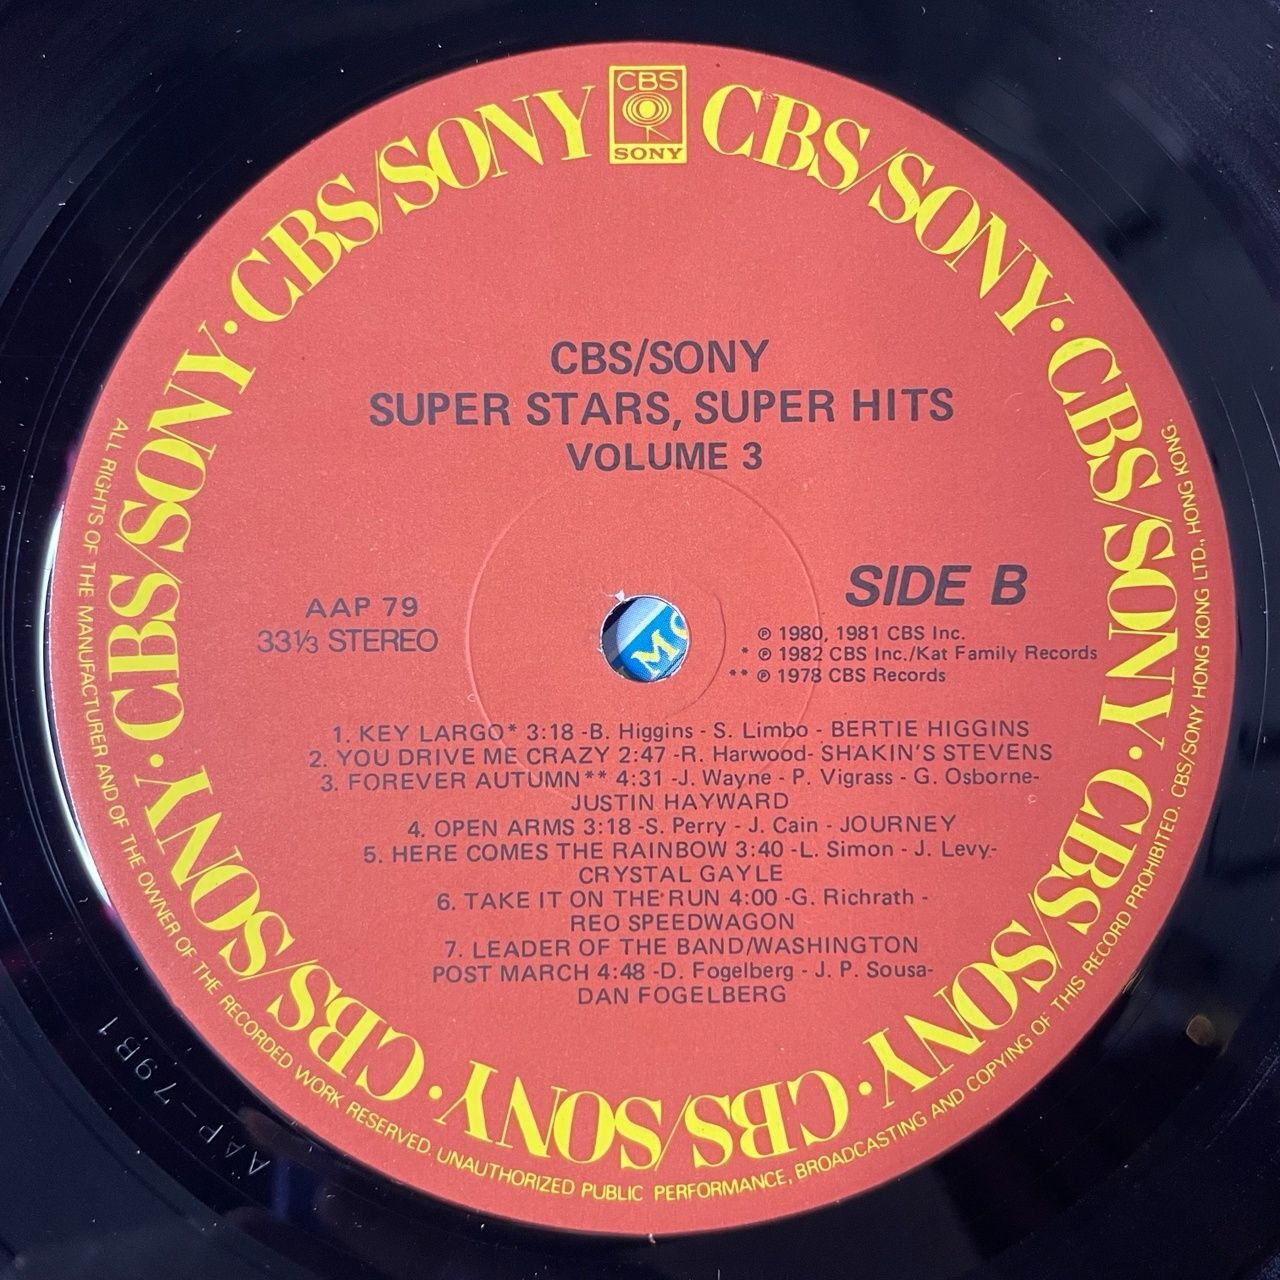 CBS
SONY
CBS/SONY · CBS/SONY · CBS/SONY · CBS/SONY · CBS/SONY · CBS/SONY · CBS/SONY · CBS/SONY · CBS/SONY
CBS/SONY
SUPER STARS, SUPER HITS
VOLUME 3
SIDE B
AAP 79
33⅓ STEREO
℗ 1980, 1981 CBS Inc.
* ℗ 1982 CBS Inc./Kat Family Records
** ℗ 1978 CBS Records
MO
1. KEY LARGO* 3:18 -B. Higgins - S. Limbo - BERTIE HIGGINS
2. YOU DRIVE ME CRAZY 2:47 -R. Harwood- SHAKIN'S STEVENS
3. FOREVER AUTUMN** 4:31 -J. Wayne - P. Vigrass - G. Osborne-
JUSTIN HAYWARD
4. OPEN ARMS 3:18 -S. Perry - J. Cain - JOURNEY
5. HERE COMES THE RAINBOW 3:40 -L. Simon - J. Levy-
CRYSTAL GAYLE
6. TAKE IT ON THE RUN 4:00 -G. Richrath -
REO SPEEDWAGON
7. LEADER OF THE BAND/WASHINGTON
POST MARCH 4:48 -D. Fogelberg - J. P. Sousa-
DAN FOGELBERG
ALL RIGHTS OF THE MANUFACTURER AND OF THE OWNER OF THE RECORDED WORK RESERVED. UNAUTHORIZED PUBLIC PERFORMANCE, BROADCASTING AND COPYING OF THIS RECORD PROHIBITED. CBS/SONY HONG KONG LTD., HONG KONG.
AAP-79B1